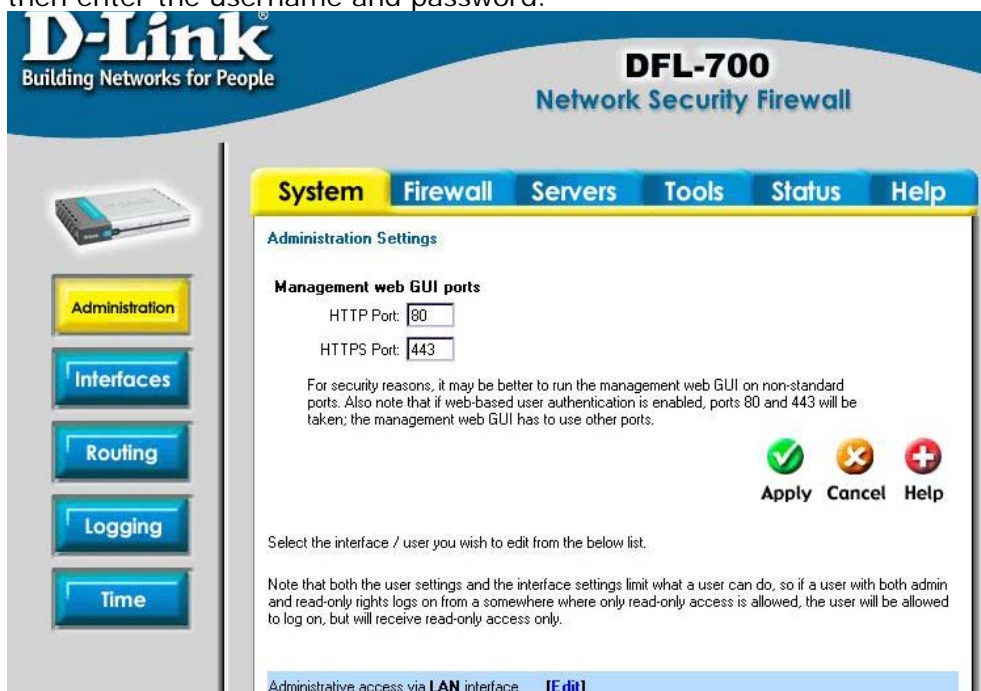 then enter the username and password.
D-Link®
Building Networks for People
DFL-700
Network Security Firewall
System Firewall Servers Tools Status Help
Administration Settings
Administration
Interfaces
Routing
Logging
Time
Management web GUI ports
HTTP Port: 80
HTTPS Port: 443
For security reasons, it may be better to run the management web GUI on non-standard
ports. Also note that if web-based user authentication is enabled, ports 80 and 443 will be
taken; the management web GUI has to use other ports.
Apply Cancel Help
Select the interface / user you wish to edit from the below list.
Note that both the user settings and the interface settings limit what a user can do, so if a user with both admin
and read-only rights logs on from a somewhere where only read-only access is allowed, the user will be allowed
to log on, but will receive read-only access only.
Administrative access via LAN interface [Edit]